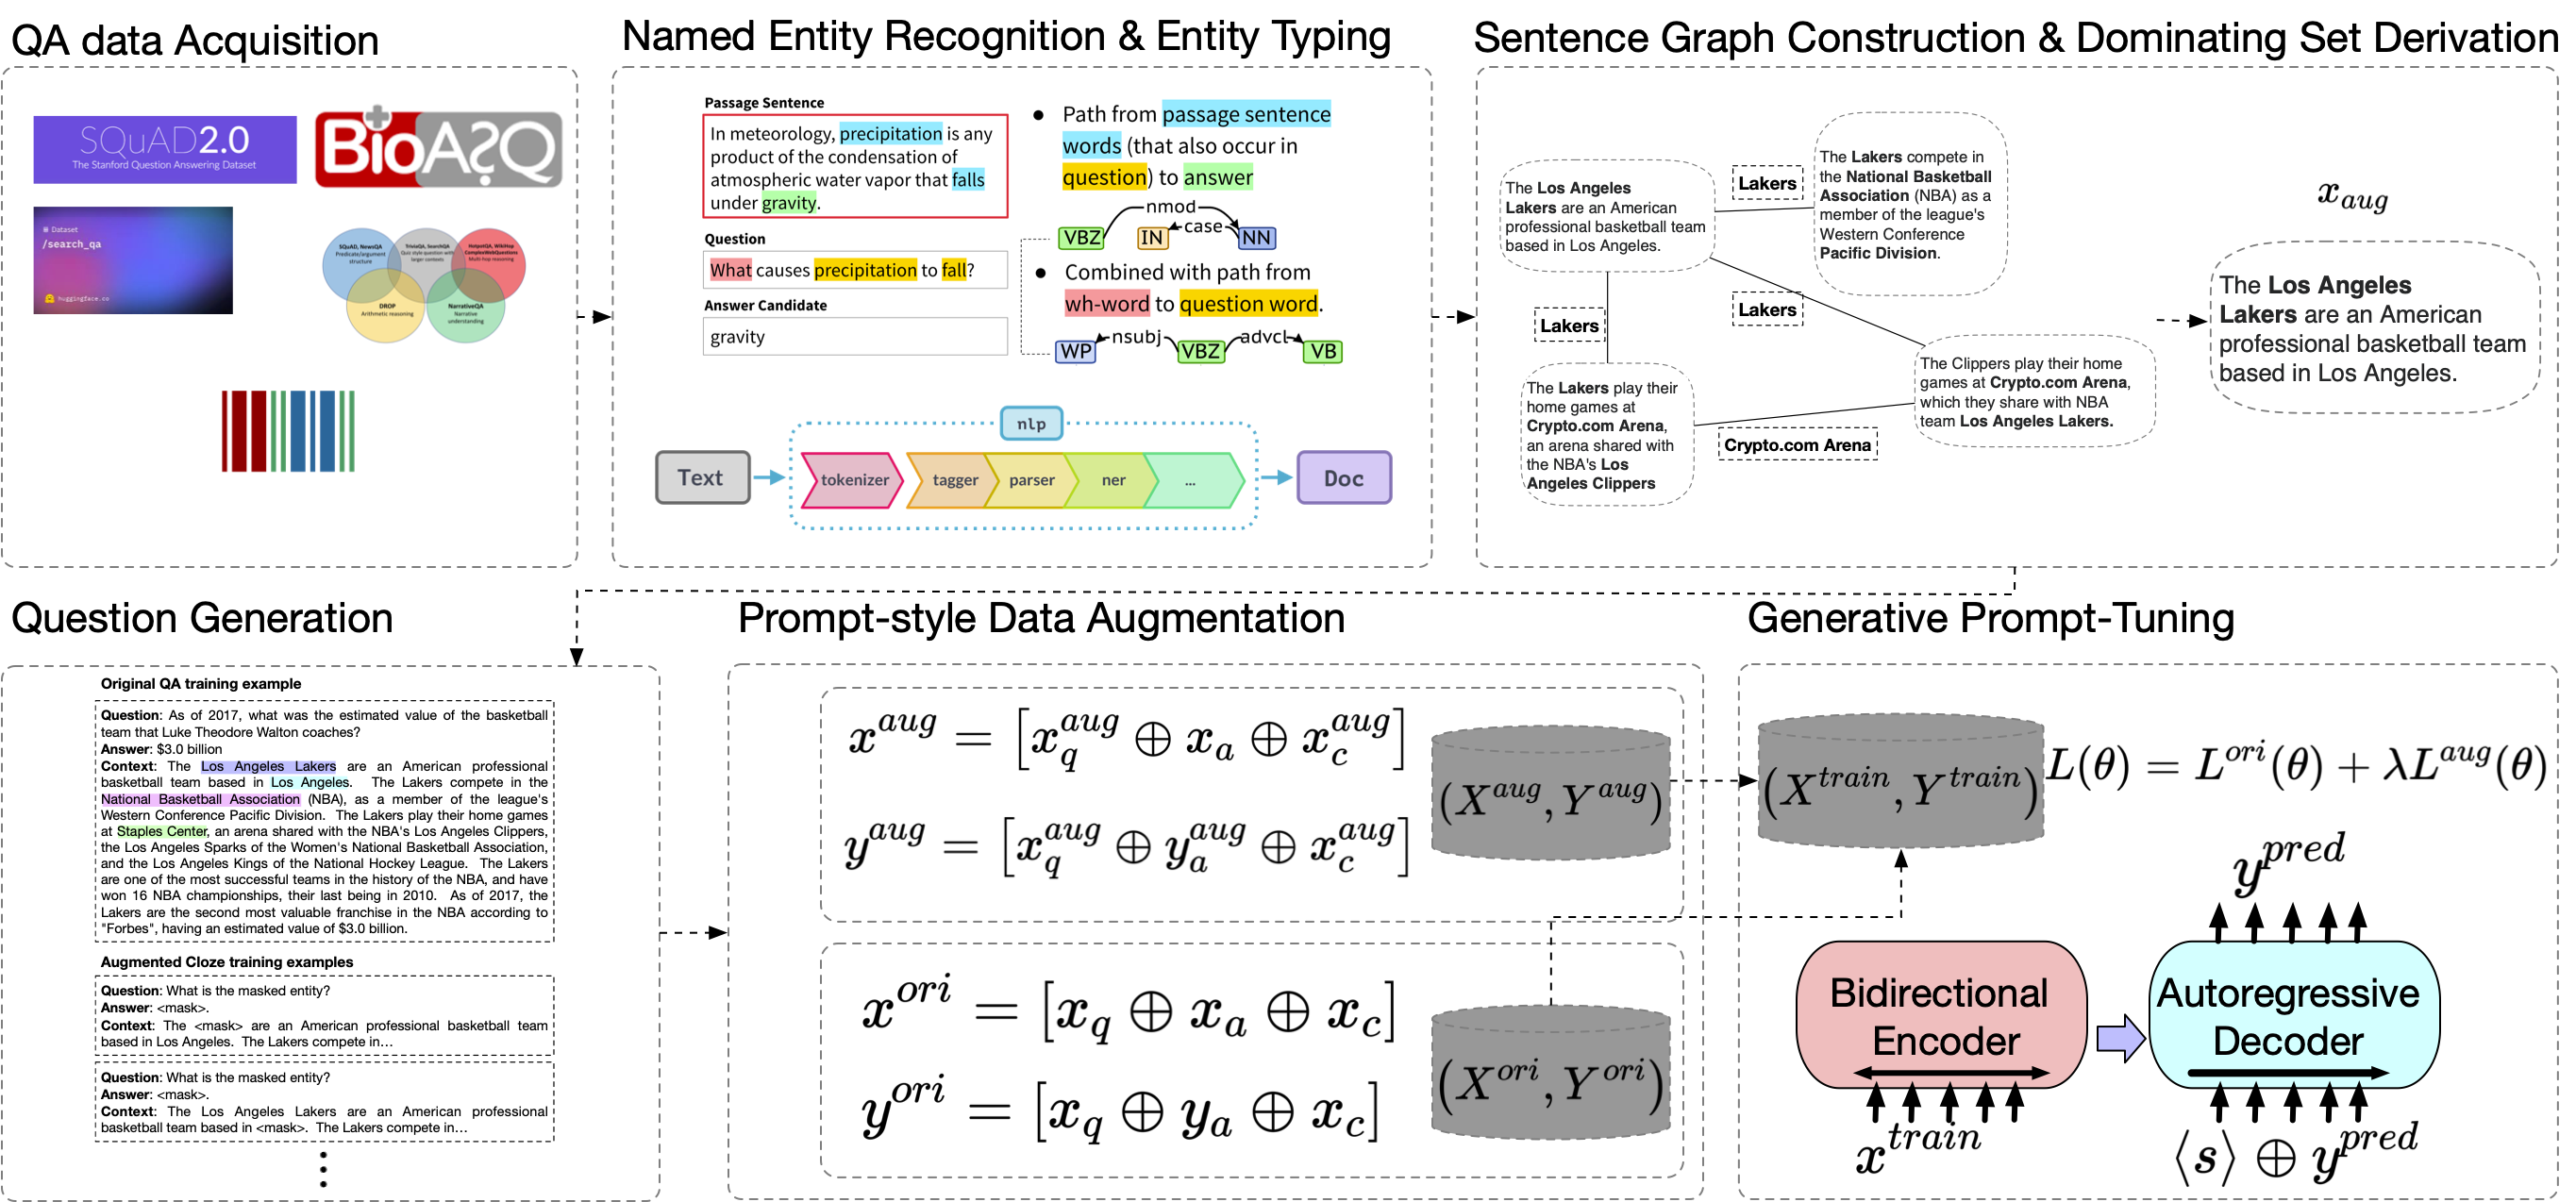 QA data Acquisition
SQuAD2.0
The Stanford Question Answering Dataset
BioASQ
Dataset
/search_qa
huggingface.co
SQuAD, NewsQA
Predicate/argument
structure
TriviaQA, SearchQA
Quiz style question with
larger contexts
HotpotQA, WikiHop
ComplexWebQuestions
Multi-hop reasoning
DROP
Arithmetic reasoning
NarrativeQA
Narrative
understanding
Named Entity Recognition & Entity Typing
Passage Sentence
In meteorology, precipitation is any
product of the condensation of
atmospheric water vapor that falls
under gravity.
Question
What causes precipitation to fall?
Answer Candidate
gravity
● Path from passage sentence
words (that also occur in
question) to answer
nmod
case
VBZ IN NN
● Combined with path from
wh-word to question word.
nsubj advcl
WP VBZ VB
nlp
Text tokenizer tagger parser ner ... Doc
Sentence Graph Construction & Dominating Set Derivation
The Los Angeles
Lakers are an American
professional basketball team
based in Los Angeles.
Lakers
The Lakers compete in
the National Basketball
Association (NBA) as a
member of the league's
Western Conference
Pacific Division.
Lakers
Lakers
The Lakers play their
home games at
Crypto.com Arena,
an arena shared with
the NBA's Los
Angeles Clippers
Crypto.com Arena
The Clippers play their home
games at Crypto.com Arena,
which they share with NBA
team Los Angeles Lakers.
x_aug
The Los Angeles
Lakers are an American
professional basketball team
based in Los Angeles.
Question Generation
Original QA training example
Question: As of 2017, what was the estimated value of the basketball
team that Luke Theodore Walton coaches?
Answer: $3.0 billion
Context: The Los Angeles Lakers are an American professional
basketball team based in Los Angeles. The Lakers compete in the
National Basketball Association (NBA), as a member of the league's
Western Conference Pacific Division. The Lakers play their home games
at Staples Center, an arena shared with the NBA's Los Angeles Clippers,
the Los Angeles Sparks of the Women's National Basketball Association,
and the Los Angeles Kings of the National Hockey League. The Lakers
are one of the most successful teams in the history of the NBA, and have
won 16 NBA championships, their last being in 2010. As of 2017, the
Lakers are the second most valuable franchise in the NBA according to
"Forbes", having an estimated value of $3.0 billion.
Augmented Cloze training examples
Question: What is the masked entity?
Answer: <mask>.
Context: The <mask> are an American professional basketball team
based in Los Angeles. The Lakers compete in…
Question: What is the masked entity?
Answer: <mask>.
Context: The Los Angeles Lakers are an American professional
basketball team based in <mask>. The Lakers compete in…
Prompt-style Data Augmentation
x^{aug} = [x_q^{aug} ⊕ x_a ⊕ x_c^{aug}]
y^{aug} = [x_q^{aug} ⊕ y_a^{aug} ⊕ x_c^{aug}]
(X^{aug}, Y^{aug})
x^{ori} = [x_q ⊕ x_a ⊕ x_c]
y^{ori} = [x_q ⊕ y_a ⊕ x_c]
(X^{ori}, Y^{ori})
Generative Prompt-Tuning
(X^{train}, Y^{train})
L(θ) = L^{ori}(θ) + λL^{aug}(θ)
y^{pred}
Bidirectional
Encoder
Autoregressive
Decoder
x^{train}
⟨s⟩ ⊕ y^{pred}